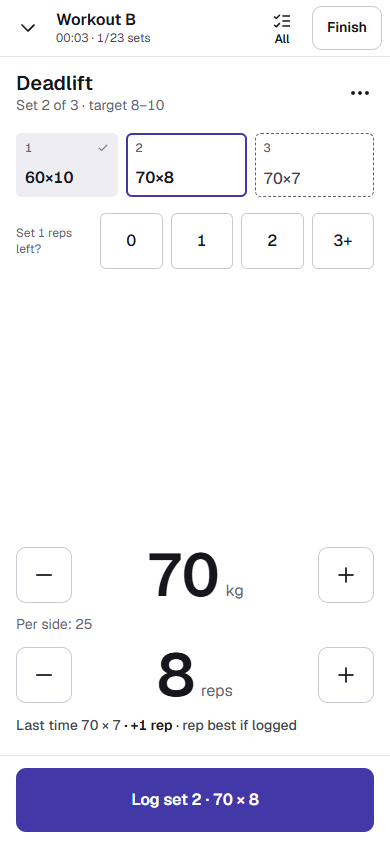 Workout B
00:03 · 1/23 sets
All
Finish
Deadlift
Set 2 of 3 · target 8–10
1
60×10
2
70×8
3
70×7
Set 1 reps
left?
0
1
2
3+
70 kg
Per side: 25
8 reps
Last time 70 × 7 · +1 rep · rep best if logged
Log set 2 · 70 × 8